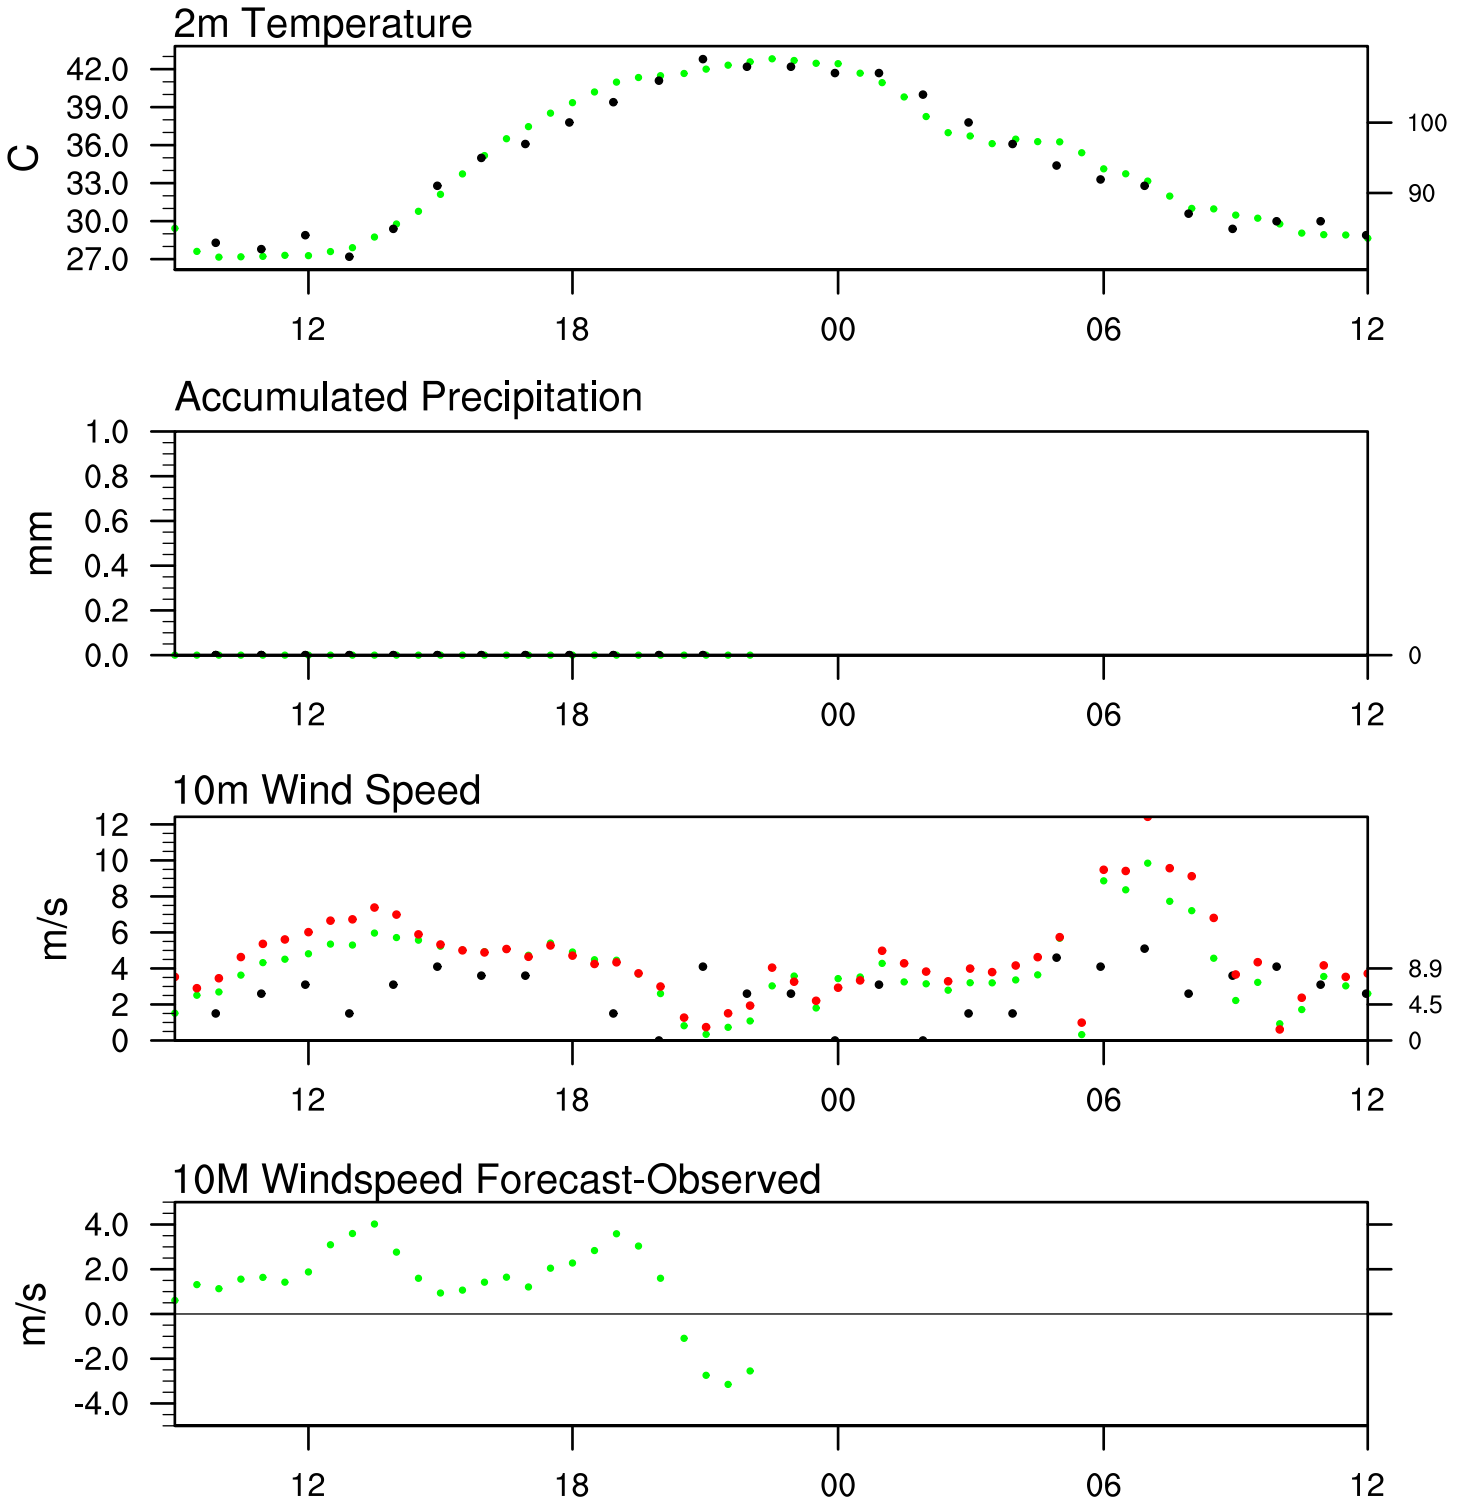 2m Temperature
42.0
39.0
36.0
33.0
30.0
27.0
C
100
90
12 18 00 06 12
Accumulated Precipitation
1.0
0.8
0.6
0.4
0.2
0.0
mm
0
12 18 00 06 12
10m Wind Speed
12
10
8
6
4
2
0
m/s
8.9
4.5
0
12 18 00 06 12
10M Windspeed Forecast-Observed
4.0
2.0
0.0
-2.0
-4.0
m/s
12 18 00 06 12